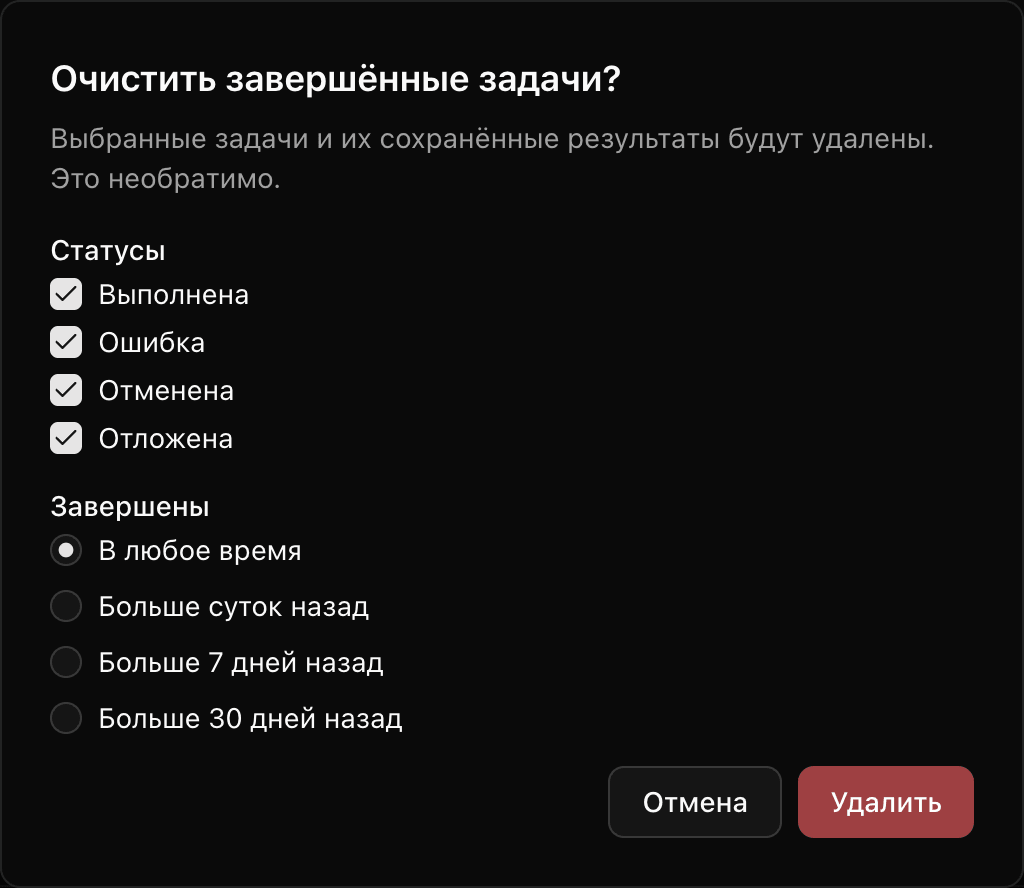 Очистить завершённые задачи?
Выбранные задачи и их сохранённые результаты будут удалены.
Это необратимо.
Статусы
Выполнена
Ошибка
Отменена
Отложена
Завершены
В любое время
Больше суток назад
Больше 7 дней назад
Больше 30 дней назад
Отмена
Удалить